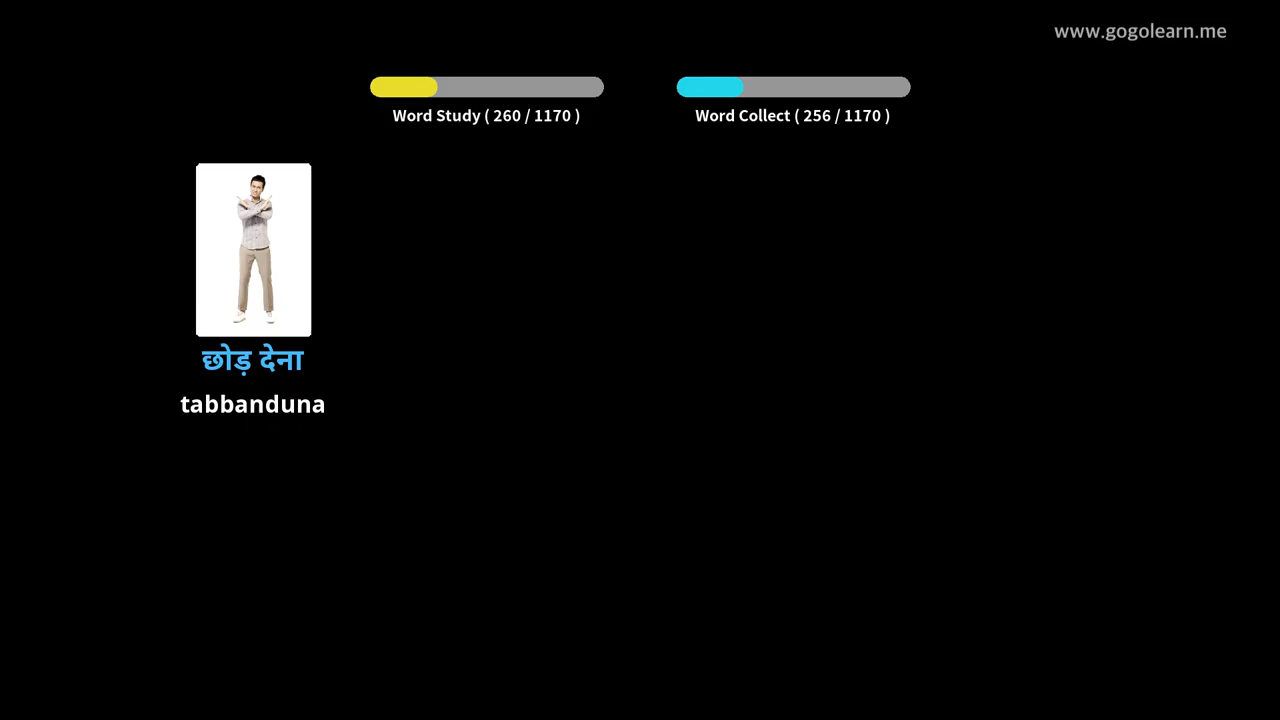 www.gogolearn.me
Word Study ( 260 / 1170 )
Word Collect ( 256 / 1170 )
छोड़ देना
tabbanduna